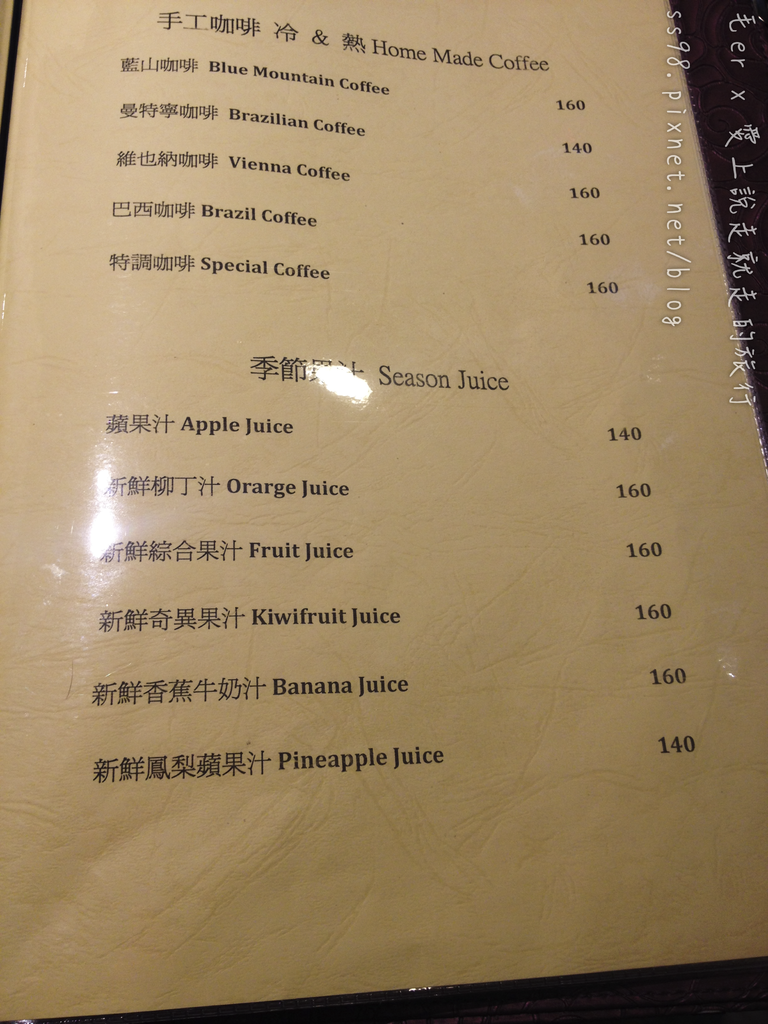 手工咖啡 冷 & 熱 Home Made Coffee
藍山咖啡 Blue Mountain Coffee 160
曼特寧咖啡 Brazilian Coffee 140
維也納咖啡 Vienna Coffee 160
巴西咖啡 Brazil Coffee 160
特調咖啡 Special Coffee 160
季節果汁 Season Juice
蘋果汁 Apple Juice 140
新鮮柳丁汁 Orarge Juice 160
新鮮綜合果汁 Fruit Juice 160
新鮮奇異果汁 Kiwifruit Juice 160
新鮮香蕉牛奶汁 Banana Juice 160
新鮮鳳梨蘋果汁 Pineapple Juice 140
毛er x 愛上說走就走的旅行
ss98.pixnet.net/blog